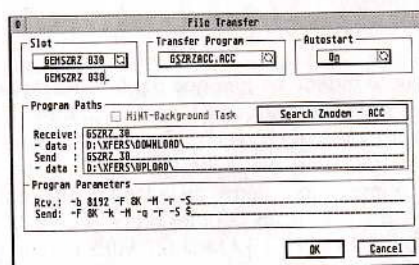 File Transfer
Slot
Transfer Program
Autostart
GEMSZRZ 030
GSZRZACC.ACC
On
GEMSZRZ 030
Program Paths
MiNT-Background Task
Search Zmodem - ACC
Receive: GSZRZ_30
- data : D:\XFERS\DOWNLOAD\
Send : GSZRZ_30
- data : D:\XFERS\UPLOAD\
Program Parameters
Rcv.: -b 8192 -F 8K -M -r -S
Send: -F 8K -k -M -q -r -S $
OK
Cancel